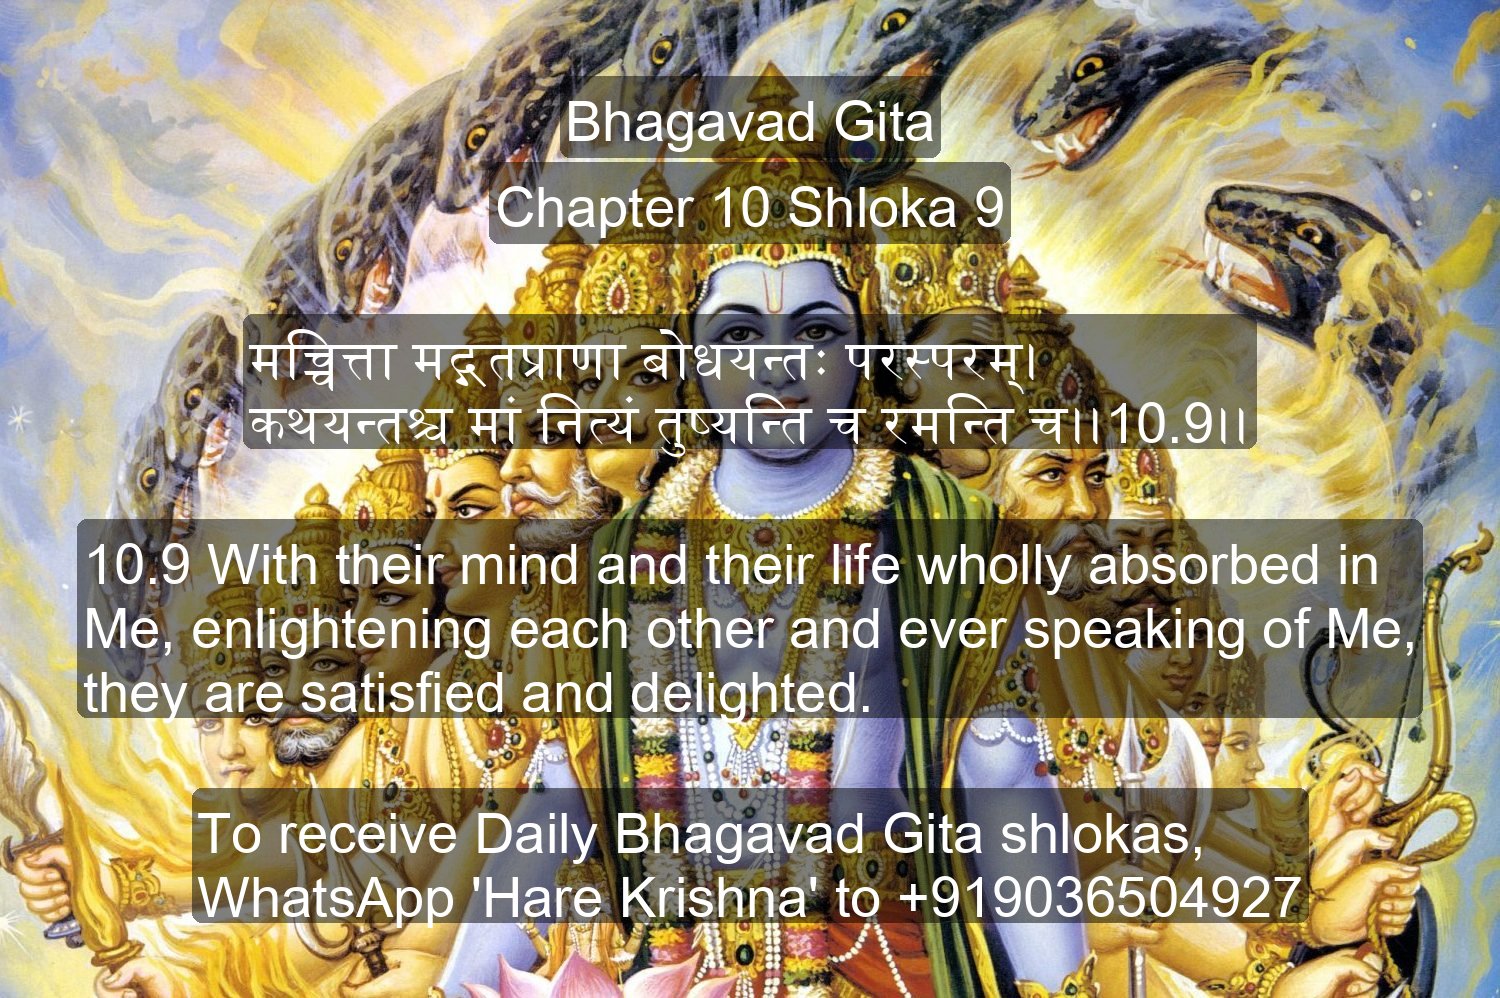 Bhagavad Gita
Chapter 10 Shloka 9
मच्चित्ता मद्गतप्राणा बोधयन्तः परस्परम्।
कथयन्तश्च मां नित्यं तुष्यन्ति च रमन्ति च।।10.9।।
10.9 With their mind and their life wholly absorbed in
Me, enlightening each other and ever speaking of Me,
they are satisfied and delighted.
To receive Daily Bhagavad Gita shlokas,
WhatsApp 'Hare Krishna' to +919036504927